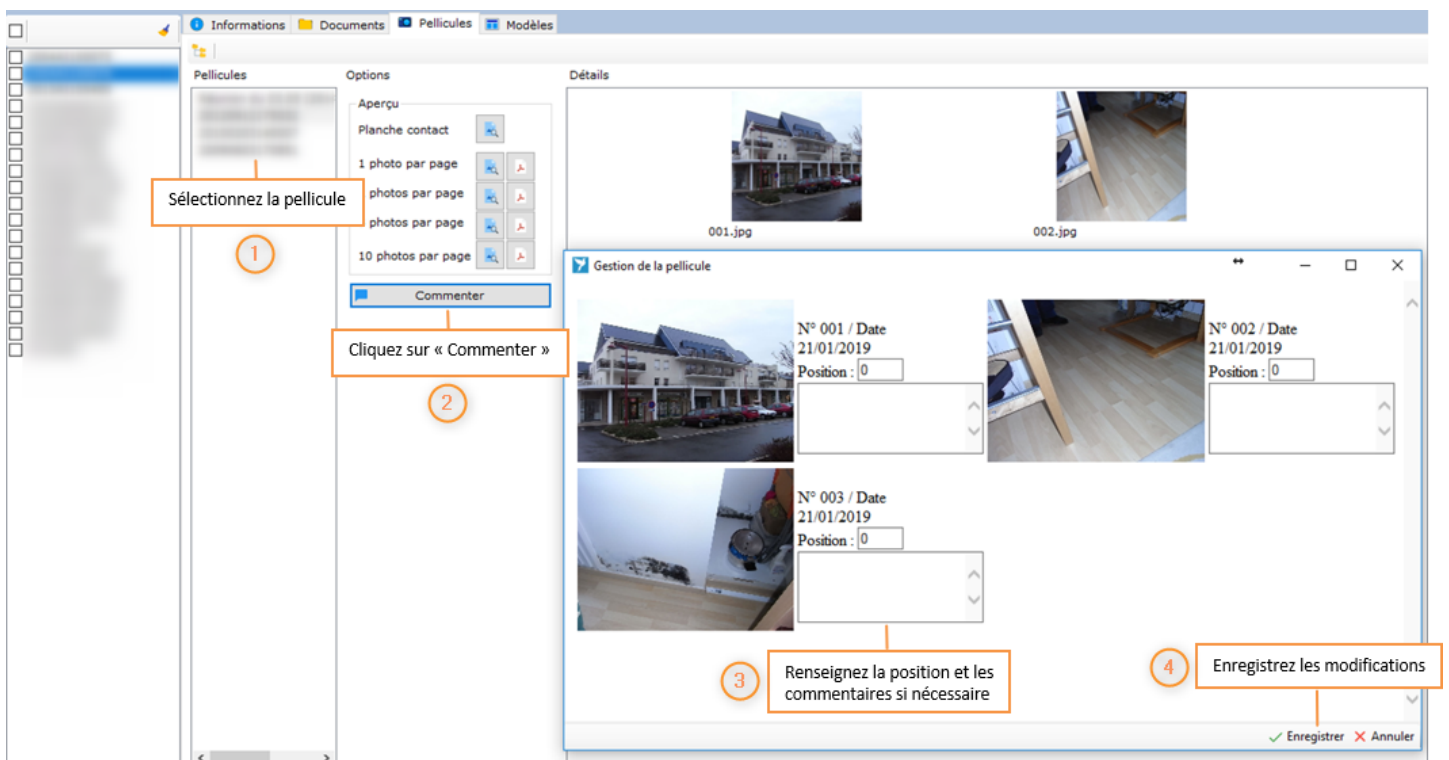 Informations
Documents
Pellicules
Modèles
Pellicules
Options
Détails
Aperçu
Planche contact
1 photo par page
photos par page
photos par page
10 photos par page
Commenter
Sélectionnez la pellicule
1
Cliquez sur « Commenter »
2
001.jpg
002.jpg
Gestion de la pellicule
N° 001 / Date
21/01/2019
Position : 0
N° 002 / Date
21/01/2019
Position : 0
N° 003 / Date
21/01/2019
Position : 0
3
Renseignez la position et les
commentaires si nécessaire
4
Enregistrez les modifications
Enregistrer
Annuler